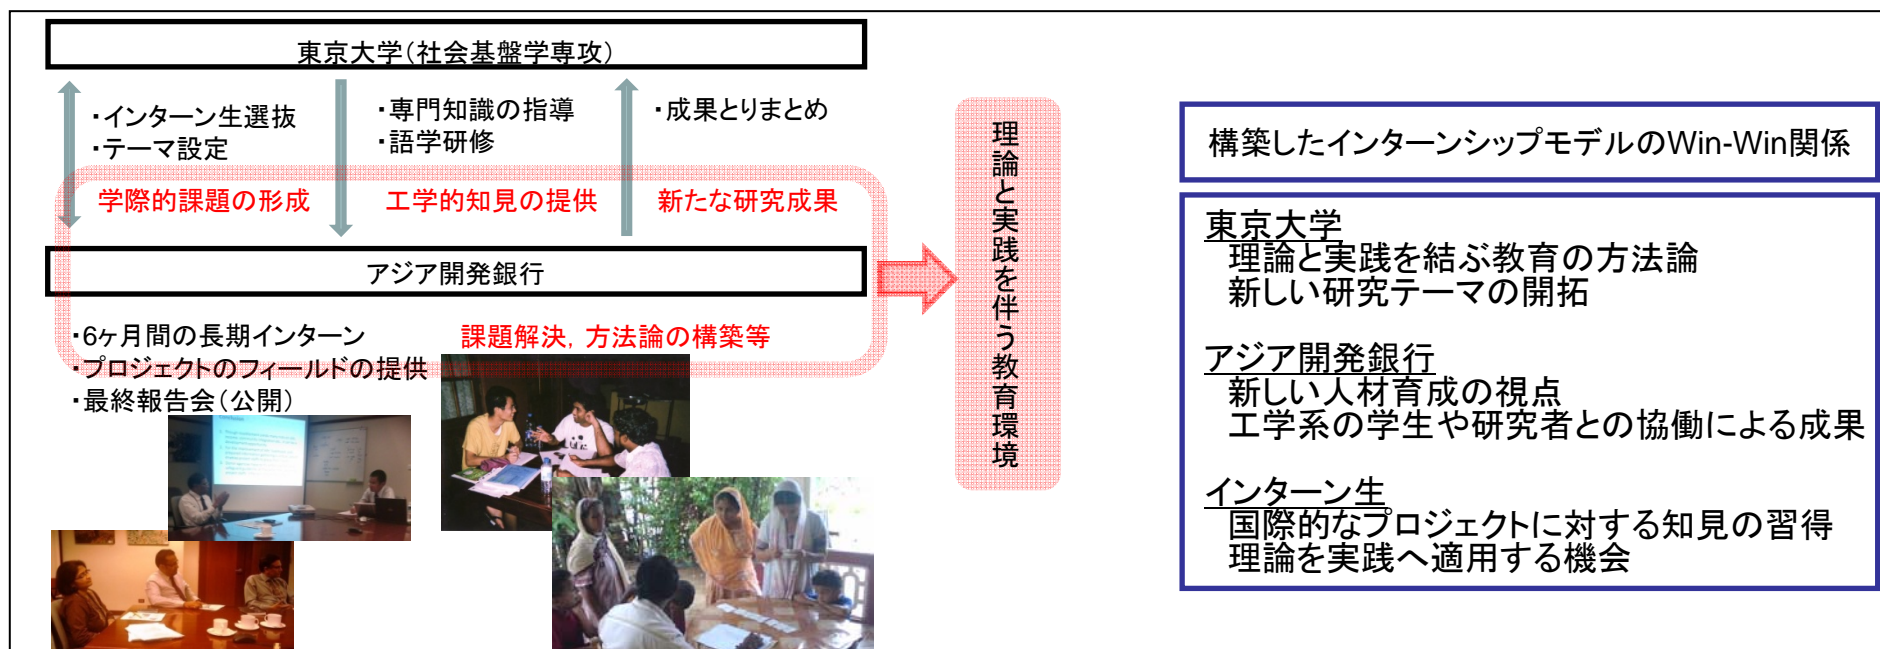 東京大学(社会基盤学専攻)
・インターン生選抜
・テーマ設定
・専門知識の指導
・語学研修
・成果とりまとめ
学際的課題の形成
工学的知見の提供
新たな研究成果
アジア開発銀行
・6ヶ月間の長期インターン
・プロジェクトのフィールドの提供
・最終報告会(公開)
課題解決，方法論の構築等
理論と実践を伴う教育環境
構築したインターンシップモデルのWin-Win関係
東京大学
理論と実践を結ぶ教育の方法論
新しい研究テーマの開拓
アジア開発銀行
新しい人材育成の視点
工学系の学生や研究者との協働による成果
インターン生
国際的なプロジェクトに対する知見の習得
理論を実践へ適用する機会